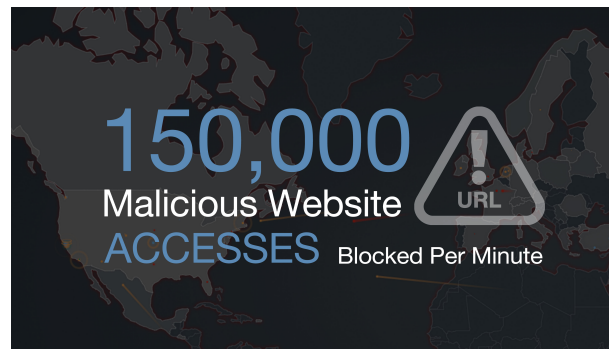 150,000
Malicious Website
ACCESSES Blocked Per Minute
!
URL